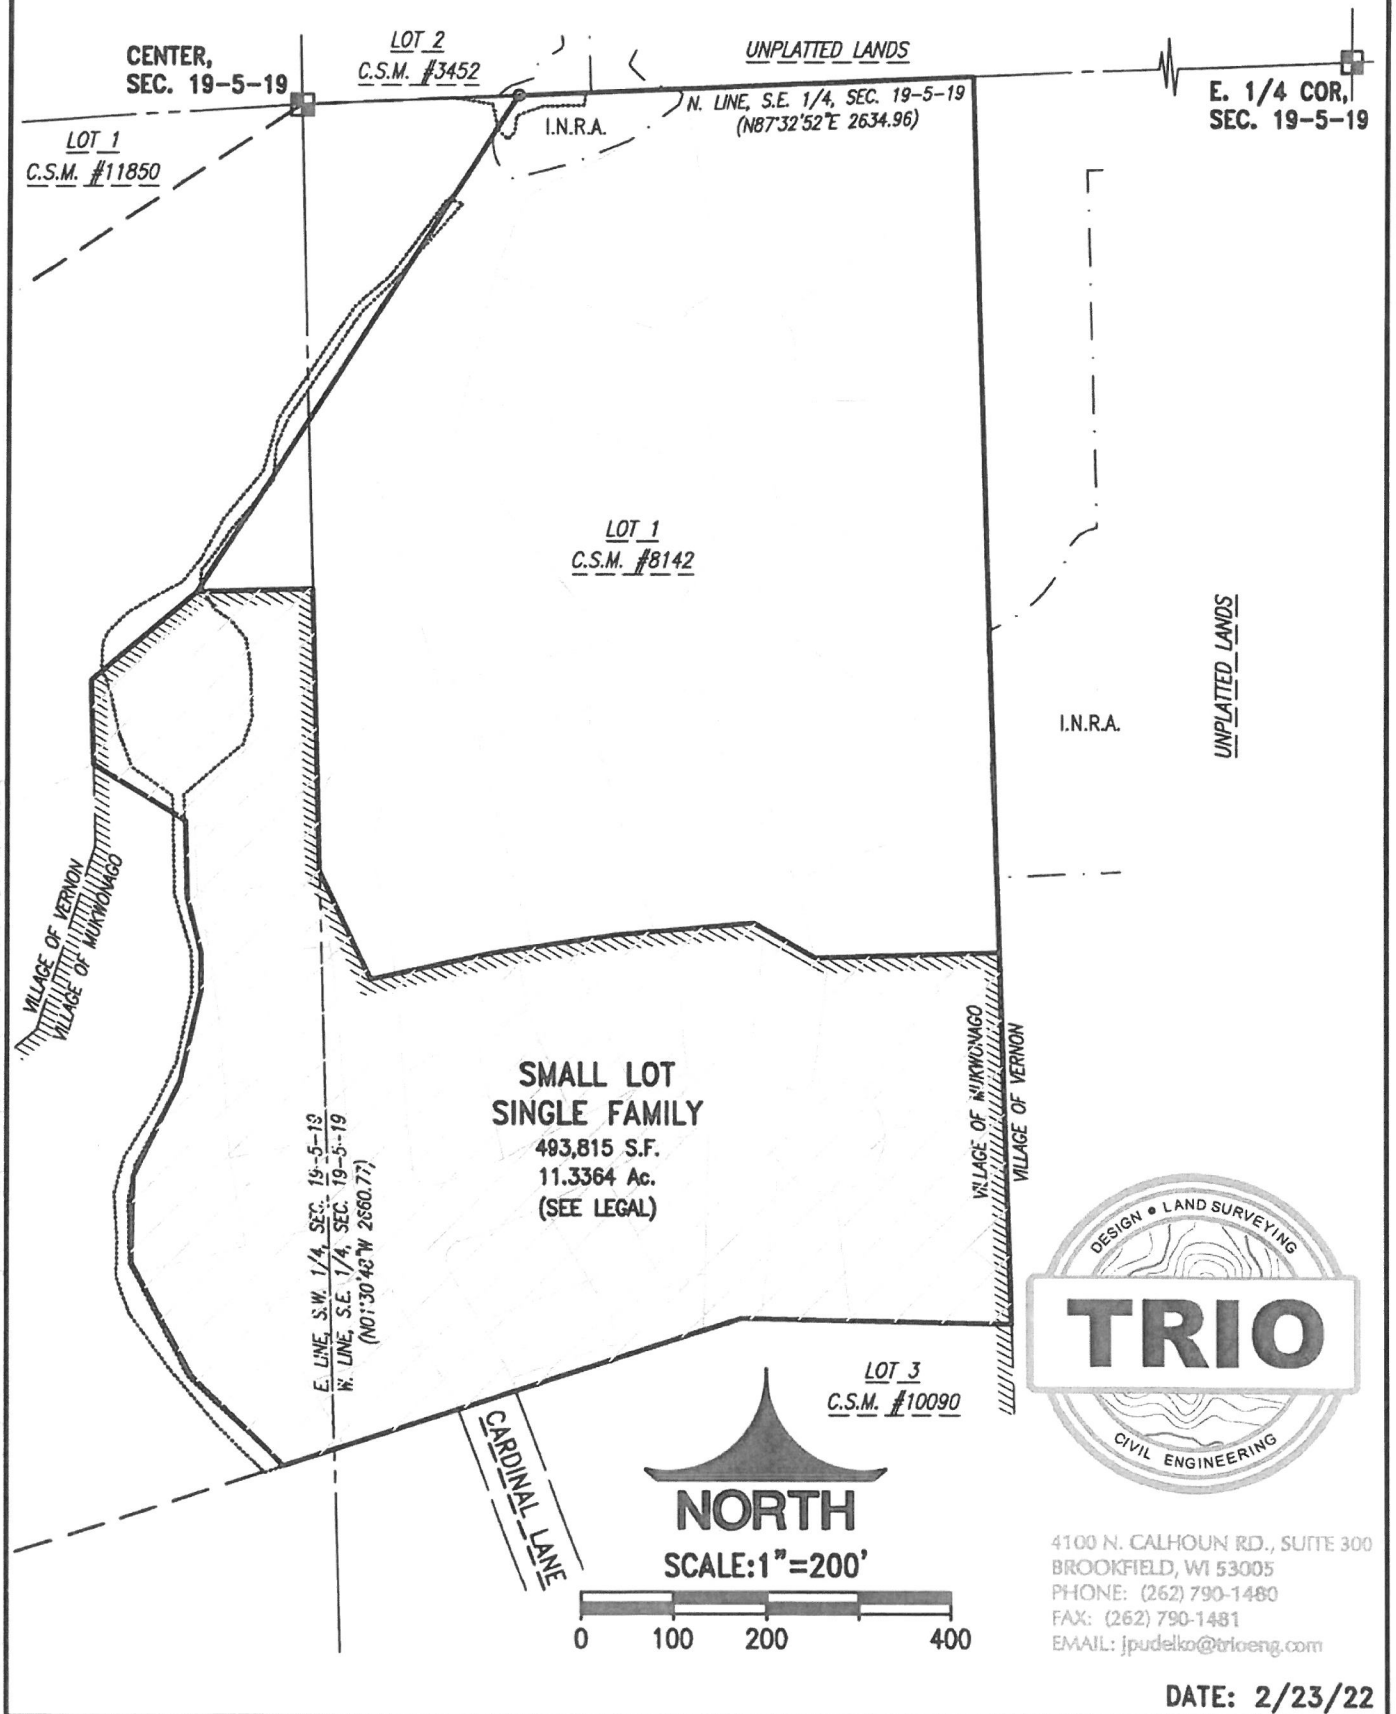 LOT 2
C.S.M. #3452
UNPLATTED LANDS
CENTER,
SEC. 19-5-19
E. 1/4 COR,
SEC. 19-5-19
N. LINE, S.E. 1/4, SEC. 19-5-19
(N87°32'52"E 2634.96)
I.N.R.A.
LOT 1
C.S.M. #11850
LOT 1
C.S.M. #8142
UNPLATTED LANDS
I.N.R.A.
VILLAGE OF VERNON
VILLAGE OF MUKWONAGO
SMALL LOT
SINGLE FAMILY
493,815 S.F.
11.3364 Ac.
(SEE LEGAL)
VILLAGE OF MUKWONAGO
VILLAGE OF VERNON
E. LINE, S.W. 1/4, SEC. 19-5-19
W. LINE, S.E. 1/4, SEC. 19-5-19
(N01°30'42"W 2660.77)
LOT 3
C.S.M. #10090
CARDINAL LANE
NORTH
SCALE:1"=200'
0 100 200 400
DESIGN • LAND SURVEYING
TRIO
CIVIL ENGINEERING
4100 N. CALHOUN RD., SUITE 300
BROOKFIELD, WI 53005
PHONE: (262) 790-1480
FAX: (262) 790-1481
EMAIL: jpudelko@trioeng.com
DATE: 2/23/22